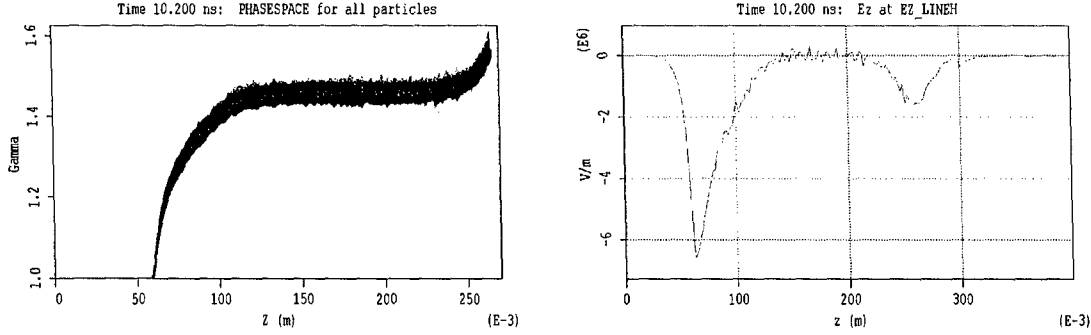 Time 10.200 ns: PHASESPACE for all particles
1.6
1.4
1.2
1.0
Gamma
0 50 100 150 200 250
Z (m) (E-3)
Time 10.200 ns: Ez at EZ_LINEH
(E6)
0
-2
-4
-6
V/m
0 100 200 300
z (m) (E-3)